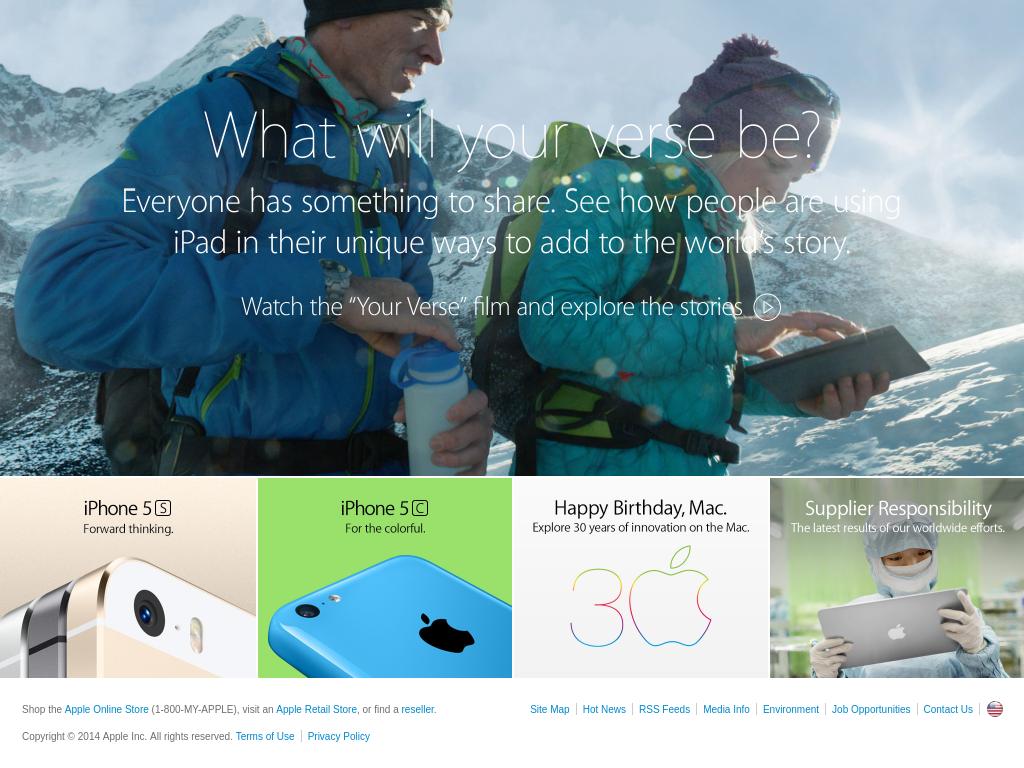 What will your verse be?
Everyone has something to share. See how people are using
iPad in their unique ways to add to the world's story.
Watch the “Your Verse” film and explore the stories
iPhone 5 S
Forward thinking.
iPhone 5 C
For the colorful.
Happy Birthday, Mac.
Explore 30 years of innovation on the Mac.
30
Supplier Responsibility
The latest results of our worldwide efforts.
Shop the Apple Online Store (1-800-MY-APPLE), visit an Apple Retail Store, or find a reseller.
Site Map Hot News RSS Feeds Media Info Environment Job Opportunities Contact Us
Copyright © 2014 Apple Inc. All rights reserved. Terms of Use Privacy Policy